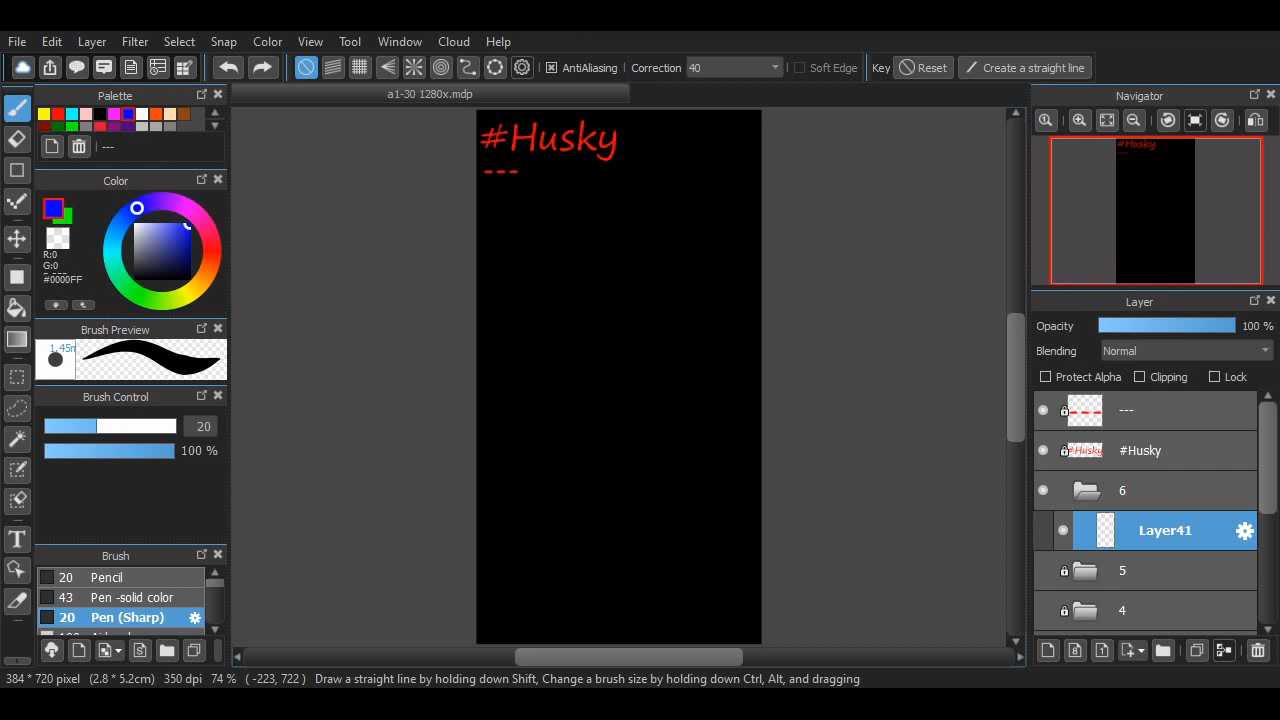 File Edit Layer Filter Select Snap Color View Tool Window Cloud Help
AntiAliasing Correction 40 Soft Edge Key Reset Create a straight line
Palette
a1-30 1280x.mdp
Navigator
#Husky
---
---
Color
R:0
G:0
#0000FF
#Husky
---
Layer
Opacity 100 %
Blending Normal
Protect Alpha Clipping Lock
Brush Preview
1.45m
Brush Control
20
100 %
---
#Husky
6
Layer41
5
4
Brush
20 Pencil
43 Pen -solid color
20 Pen (Sharp)
384 * 720 pixel (2.8 * 5.2cm) 350 dpi 74 % ( -223, 722 ) Draw a straight line by holding down Shift, Change a brush size by holding down Ctrl, Alt, and dragging